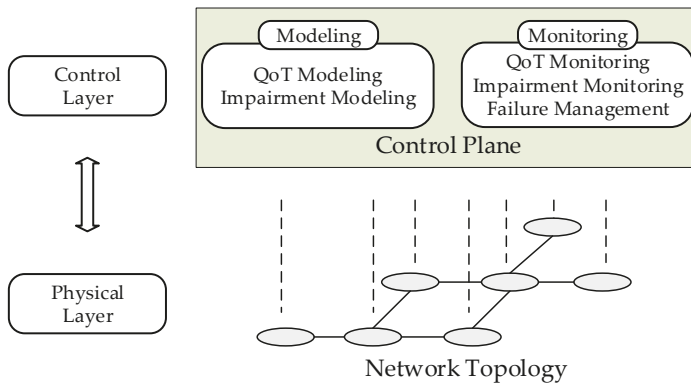 Modeling
QoT Modeling
Impairment Modeling
Monitoring
QoT Monitoring
Impairment Monitoring
Failure Management
Control Plane
Control
Layer
Physical
Layer
Network Topology